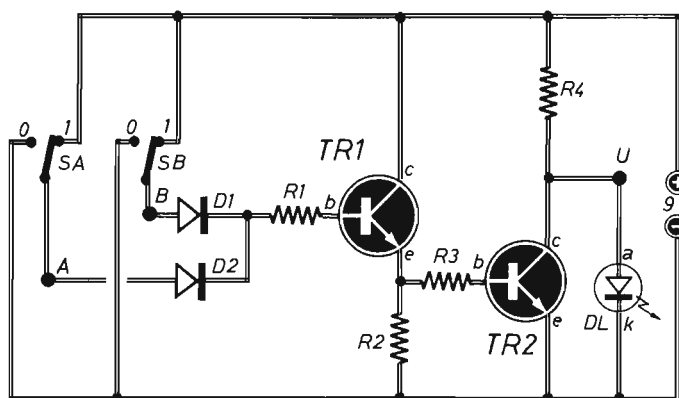 0 1 0 1
SA SB
R4
TR1
U
B D1 R1 b c
9
+
-
A D2 e R3 b c a
R2 TR2 e DL k